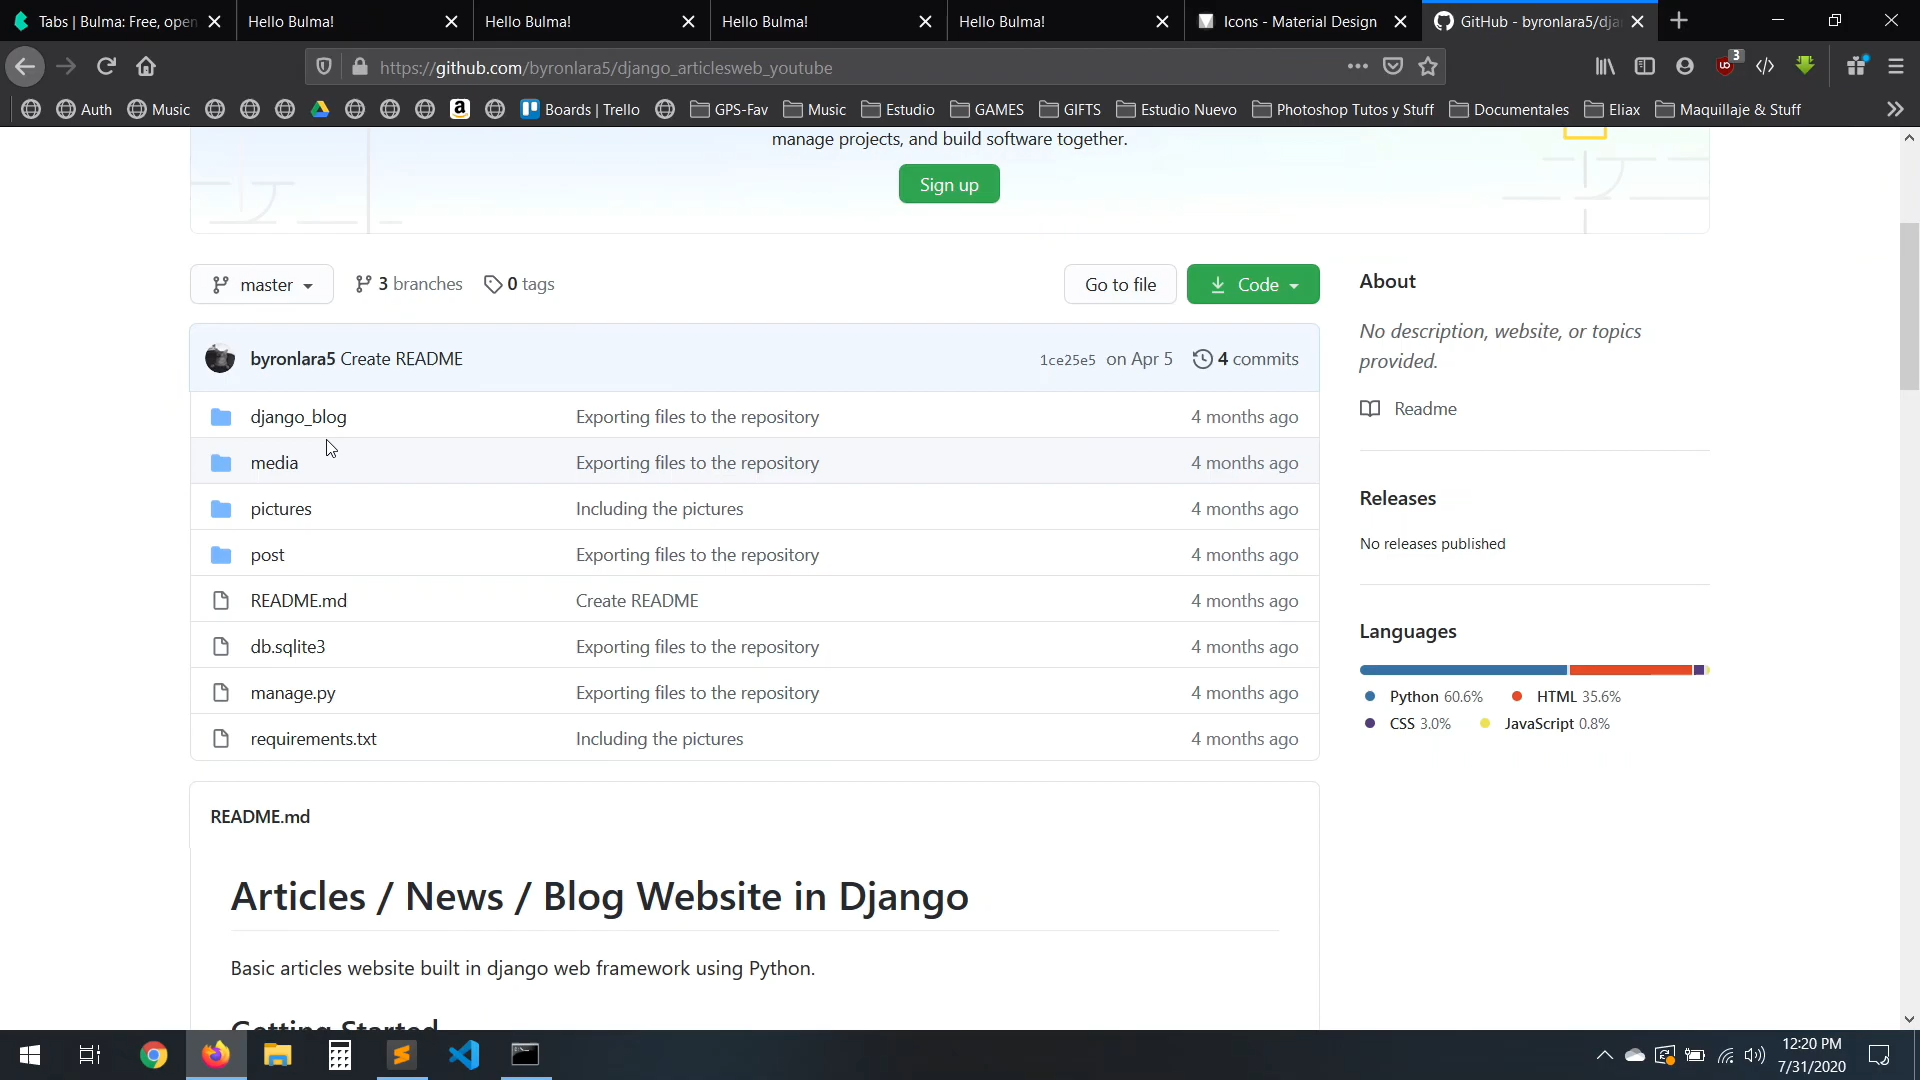 Tabs | Bulma: Free, open
Hello Bulma!
Hello Bulma!
Hello Bulma!
Hello Bulma!
Icons - Material Design
GitHub - byronlara5/dja
https://github.com/byronlara5/django_articlesweb_youtube
3
Auth
Music
Boards | Trello
GPS-Fav
Music
Estudio
GAMES
GIFTS
Estudio Nuevo
Photoshop Tutos y Stuff
Documentales
Eliax
Maquillaje & Stuff
manage projects, and build software together.
Sign up
master
3 branches
0 tags
Go to file
Code
byronlara5 Create README
1ce25e5 on Apr 5
4 commits
django_blog Exporting files to the repository 4 months ago
media Exporting files to the repository 4 months ago
pictures Including the pictures 4 months ago
post Exporting files to the repository 4 months ago
README.md Create README 4 months ago
db.sqlite3 Exporting files to the repository 4 months ago
manage.py Exporting files to the repository 4 months ago
requirements.txt Including the pictures 4 months ago
About
No description, website, or topics
provided.
Readme
Releases
No releases published
Languages
Python 60.6% HTML 35.6%
CSS 3.0% JavaScript 0.8%
README.md
Articles / News / Blog Website in Django
Basic articles website built in django web framework using Python.
Getting Started
12:20 PM
7/31/2020